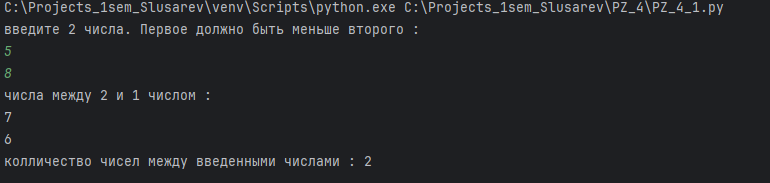 C:\Projects_1sem_Slusarev\venv\Scripts\python.exe C:\Projects_1sem_Slusarev\PZ_4\PZ_4_1.py
введите 2 числа. Первое должно быть меньше второго :
5
8
числа между 2 и 1 числом :
7
6
колличество чисел между введенными числами : 2